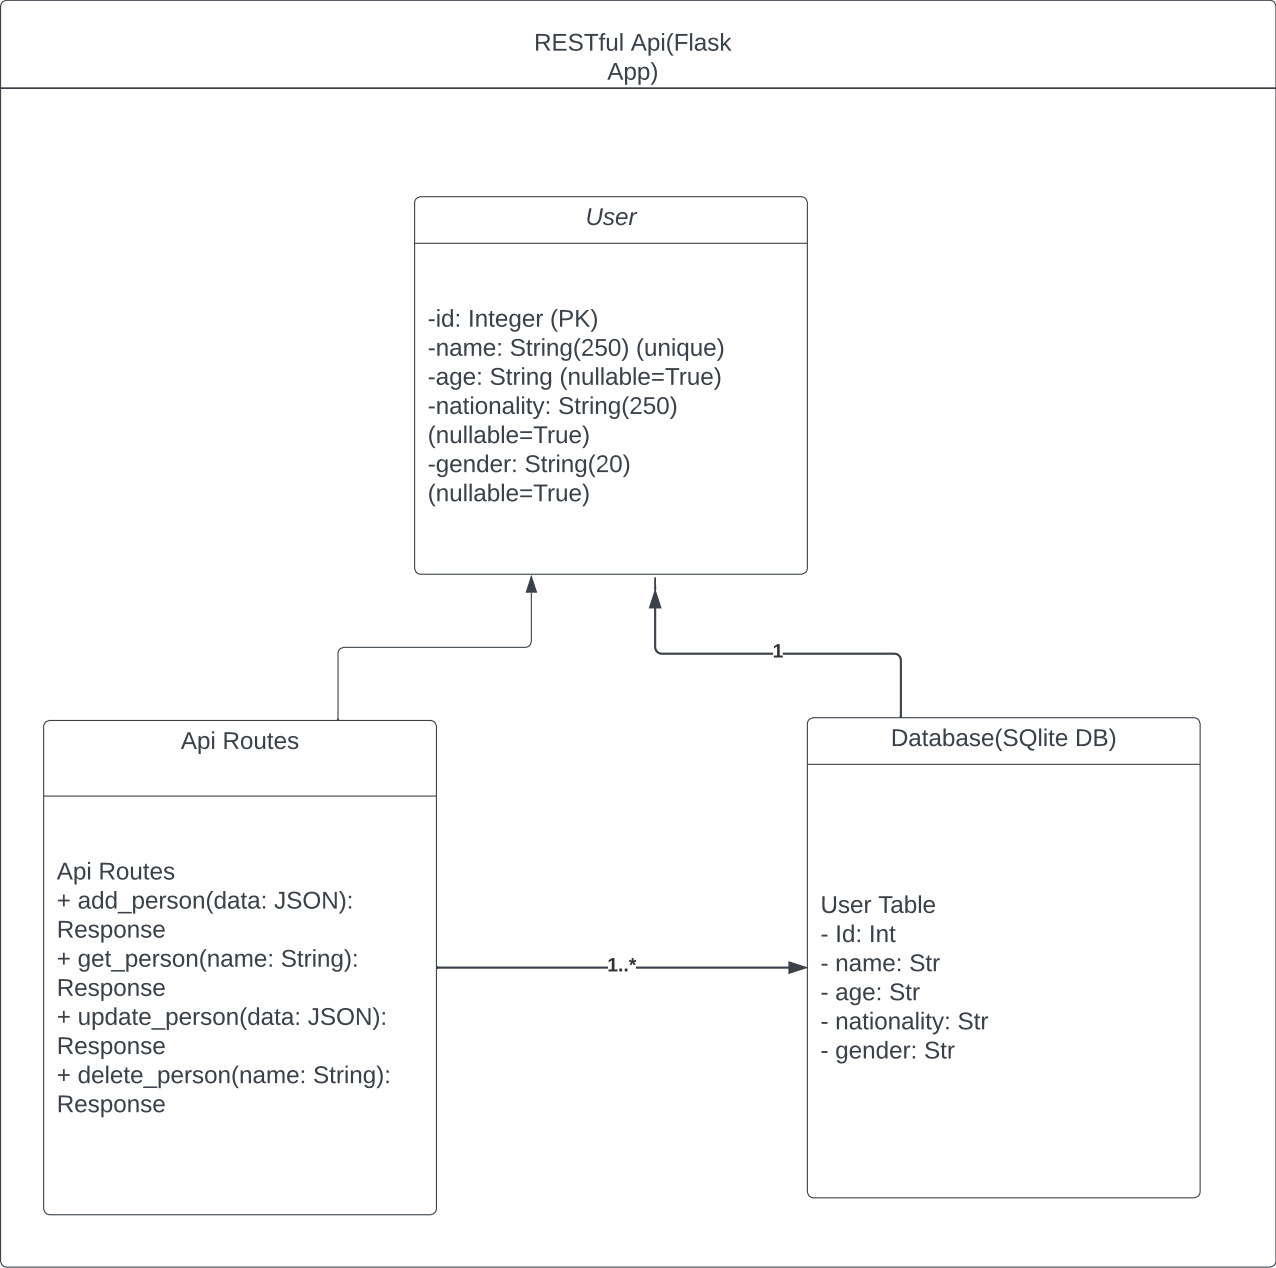 RESTful Api(Flask
App)
User
-id: Integer (PK)
-name: String(250) (unique)
-age: String (nullable=True)
-nationality: String(250)
(nullable=True)
-gender: String(20)
(nullable=True)
1
Api Routes
Api Routes
+ add_person(data: JSON):
Response
+ get_person(name: String):
Response
+ update_person(data: JSON):
Response
+ delete_person(name: String):
Response
1..*
Database(SQlite DB)
User Table
- Id: Int
- name: Str
- age: Str
- nationality: Str
- gender: Str